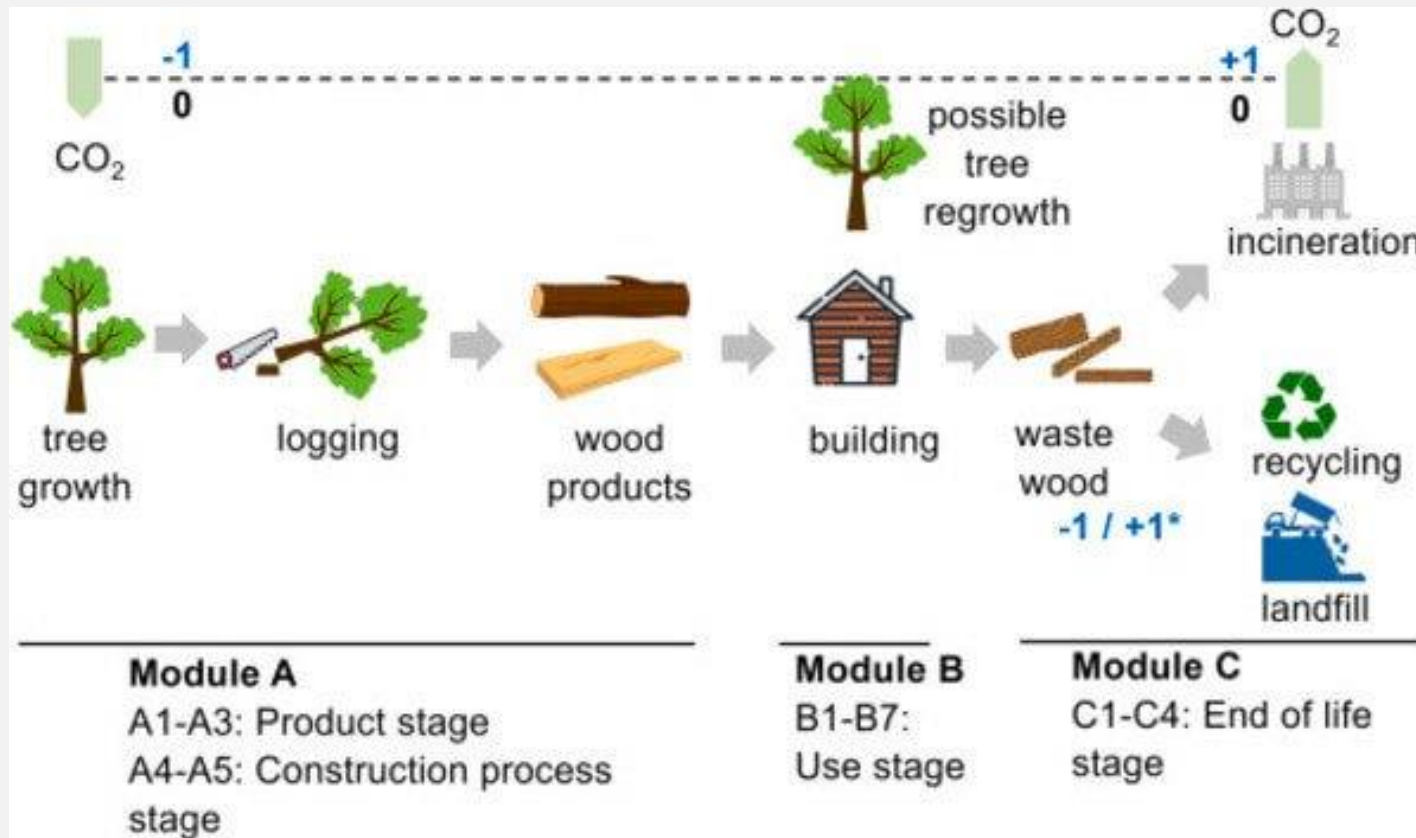 CO₂
-1
0
CO₂
+1
0
possible
tree
regrowth
incineration
tree
growth
logging
wood
products
building
waste
wood
-1 / +1*
recycling
landfill
Module A
A1-A3: Product stage
A4-A5: Construction process
stage
Module B
B1-B7:
Use stage
Module C
C1-C4: End of life
stage